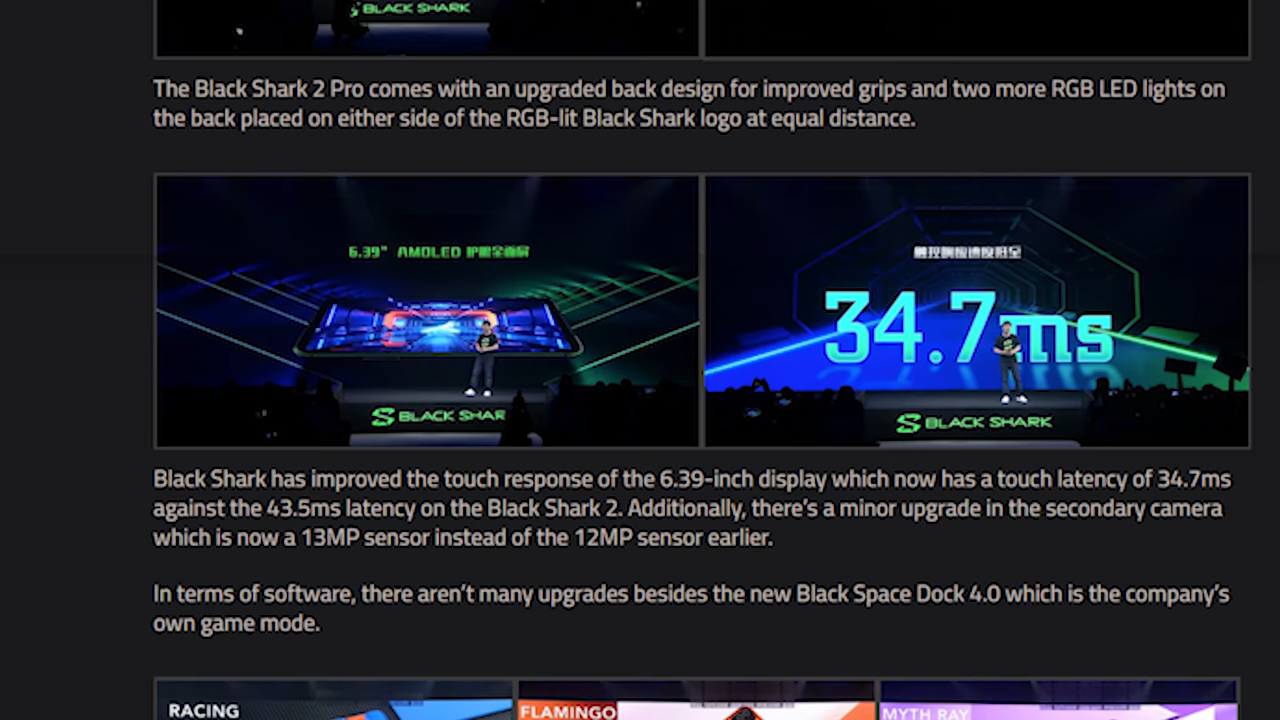 BLACK SHARK
The Black Shark 2 Pro comes with an upgraded back design for improved grips and two more RGB LED lights on
the back placed on either side of the RGB-lit Black Shark logo at equal distance.
6.39" AMOLED 护眼全面屏
34.7ms
BLACK SHAR
BLACK SHARK
Black Shark has improved the touch response of the 6.39-inch display which now has a touch latency of 34.7ms
against the 43.5ms latency on the Black Shark 2. Additionally, there’s a minor upgrade in the secondary camera
which is now a 13MP sensor instead of the 12MP sensor earlier.
In terms of software, there aren’t many upgrades besides the new Black Space Dock 4.0 which is the company’s
own game mode.
RACING
FLAMINGO
MYTH RAY